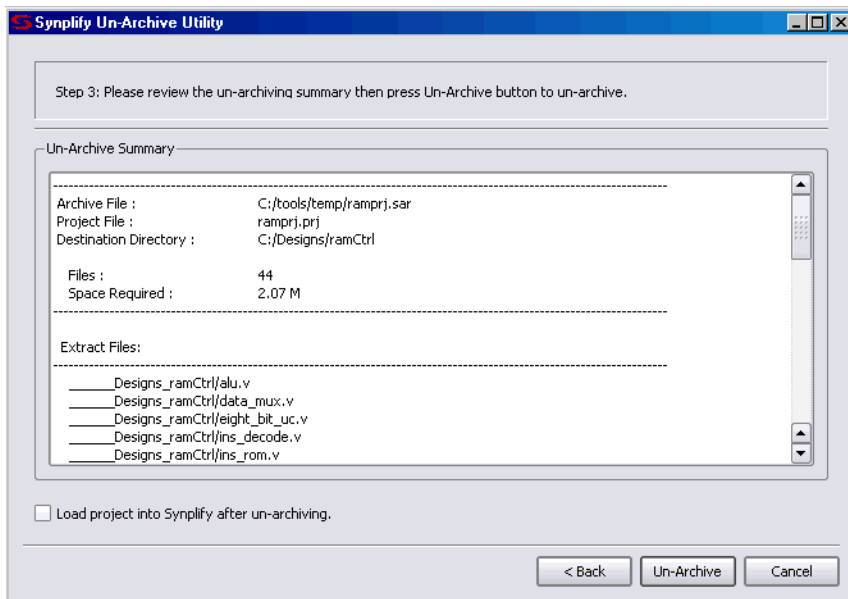 Synplify Un-Archive Utility
Step 3: Please review the un-archiving summary then press Un-Archive button to un-archive.
Un-Archive Summary
Archive File : C:/tools/temp/ramprj.sar
Project File : ramprj.prj
Destination Directory : C:/Designs/ramCtrl
Files : 44
Space Required : 2.07 M
Extract Files:
______Designs_ramCtrl/alu.v
______Designs_ramCtrl/data_mux.v
______Designs_ramCtrl/eight_bit_uc.v
______Designs_ramCtrl/ins_decode.v
______Designs_ramCtrl/ins_rom.v
Load project into Synplify after un-archiving.
< Back Un-Archive Cancel